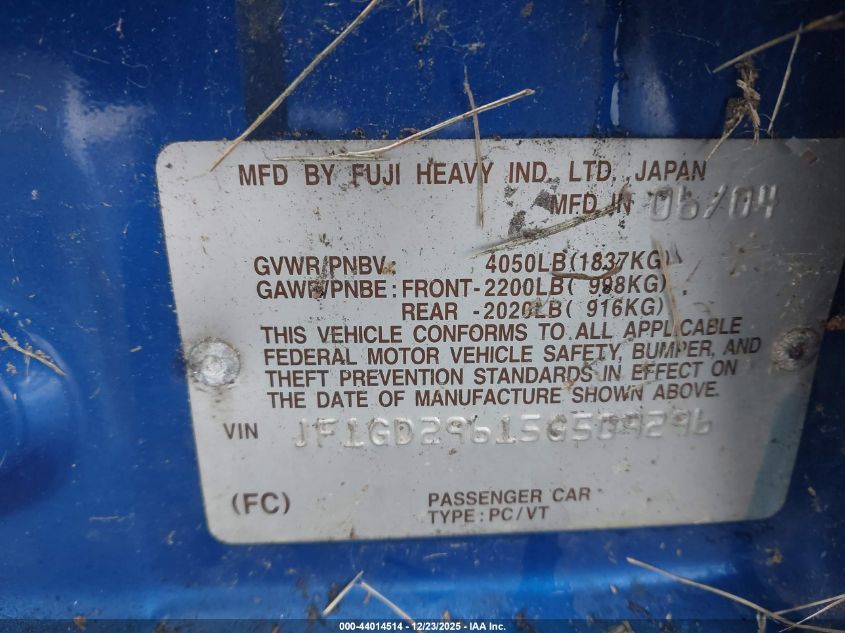 MFD BY FUJI HEAVY IND. LTD. JAPAN
MFD IN 06/04
GVWR/PNBV: 4050LB(1837KG)
GAWR/PNBE: FRONT-2200LB( 998KG)
REAR -2020LB( 916KG)
THIS VEHICLE CONFORMS TO ALL APPLICABLE
FEDERAL MOTOR VEHICLE SAFETY, BUMPER, AND
THEFT PREVENTION STANDARDS IN EFFECT ON
THE DATE OF MANUFACTURE SHOWN ABOVE.
VIN JF1GD29615G509296
(FC) PASSENGER CAR
TYPE: PC/VT
000-44014514 • 12/23/2025 - IAA Inc.